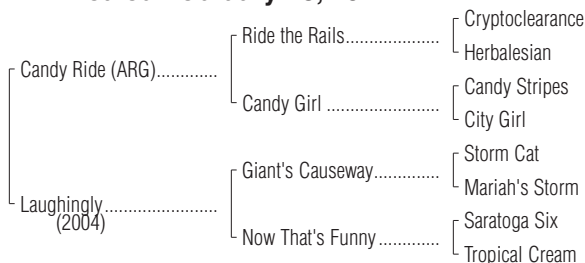 Cryptoclearance
Ride the Rails
Herbalesian
Candy Ride (ARG)
Candy Stripes
Candy Girl
City Girl
Storm Cat
Giant's Causeway
Mariah's Storm
Laughingly
(2004)
Saratoga Six
Now That's Funny
Tropical Cream